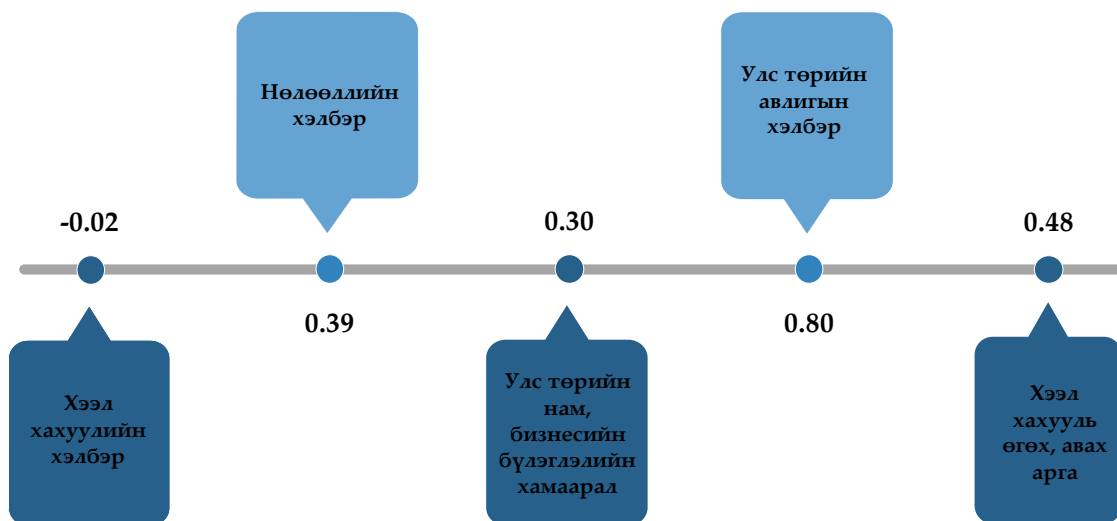 Нөлөөллийн
хэлбэр
Улс төрийн
авлигын
хэлбэр
-0.02
0.30
0.48
0.39
0.80
Хээл
хахуулийн
хэлбэр
Улс төрийн
нам,
бизнесийн
бүлэглэлийн
хамаарал
Хээл
хахууль
өгөх, авах
арга